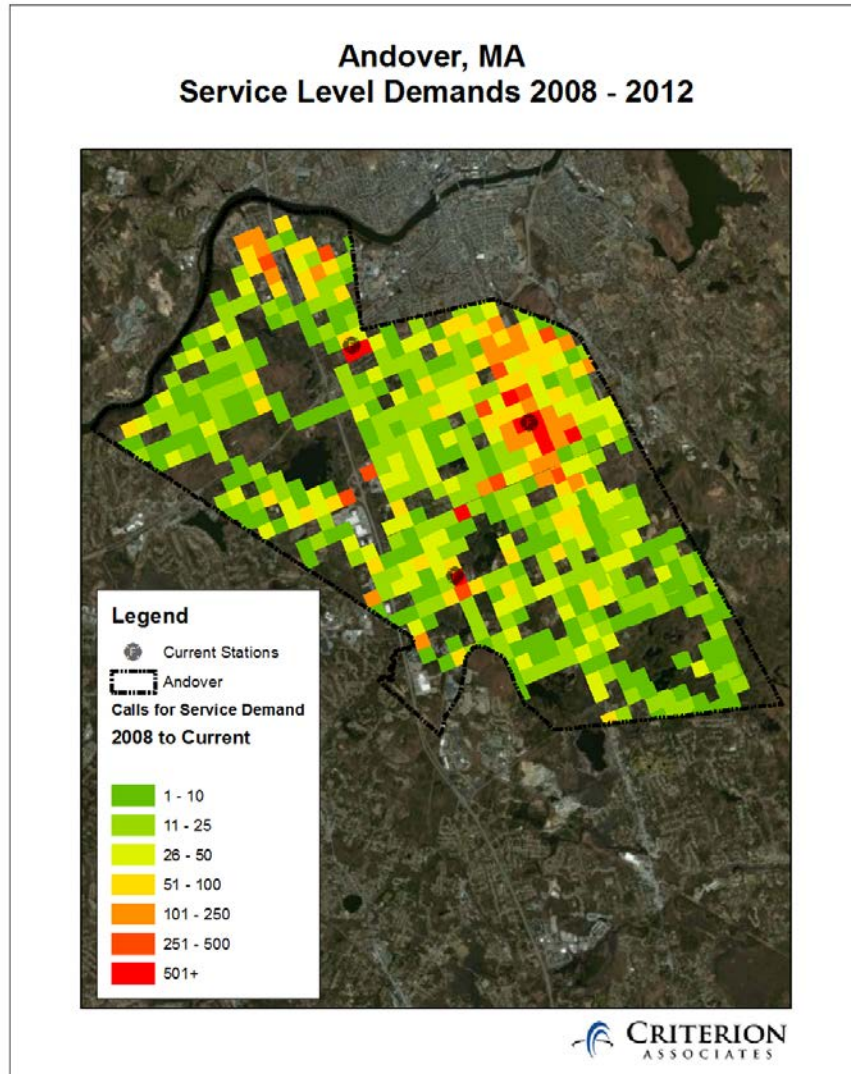 Andover, MA
Service Level Demands 2008 - 2012
Legend
F Current Stations
Andover
Calls for Service Demand
2008 to Current
1 - 10
11 - 25
26 - 50
51 - 100
101 - 250
251 - 500
501+
CRITERION
ASSOCIATES